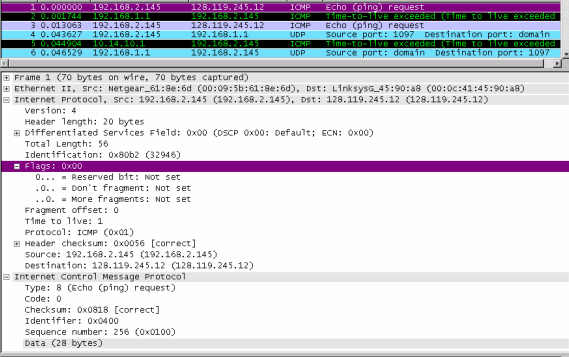 1 0.000000 192.168.2.145 128.119.245.12 ICMP Echo (ping) request
2 0.001744 192.168.1.1 192.168.2.145 ICMP Time-to-live exceeded (Time to live exceeded
3 0.013063 192.168.2.145 128.119.245.12 ICMP Echo (ping) request
4 0.043627 192.168.2.145 192.168.1.1 UDP Source port: 1097 Destination port: domain
5 0.044904 10.14.10.1 192.168.2.145 ICMP Time-to-live exceeded (Time to live exceeded
6 0.046529 192.168.2.145 192.168.1.1 UDP Source port: 1097 Destination port: domain
Frame 1 (70 bytes on wire, 70 bytes captured)
Ethernet II, Src: Netgear_61:8e:6d (00:09:5b:61:8e:6d), Dst: LinksysG_45:90:a8 (00:0c:41:45:90:a8)
Internet Protocol, Src: 192.168.2.145 (192.168.2.145), Dst: 128.119.245.12 (128.119.245.12)
Version: 4
Header length: 20 bytes
Differentiated Services Field: 0x00 (DSCP 0x00: Default; ECN: 0x00)
Total Length: 56
Identification: 0x80b2 (32946)
Flags: 0x00
0... = Reserved bit: Not set
.0.. = Don't fragment: Not set
..0. = More fragments: Not set
Fragment offset: 0
Time to live: 1
Protocol: ICMP (0x01)
Header checksum: 0x0056 [correct]
Source: 192.168.2.145 (192.168.2.145)
Destination: 128.119.245.12 (128.119.245.12)
Internet Control Message Protocol
Type: 8 (Echo (ping) request)
Code: 0
Checksum: 0x0818 [correct]
Identifier: 0x0400
Sequence number: 256 (0x0100)
Data (28 bytes)